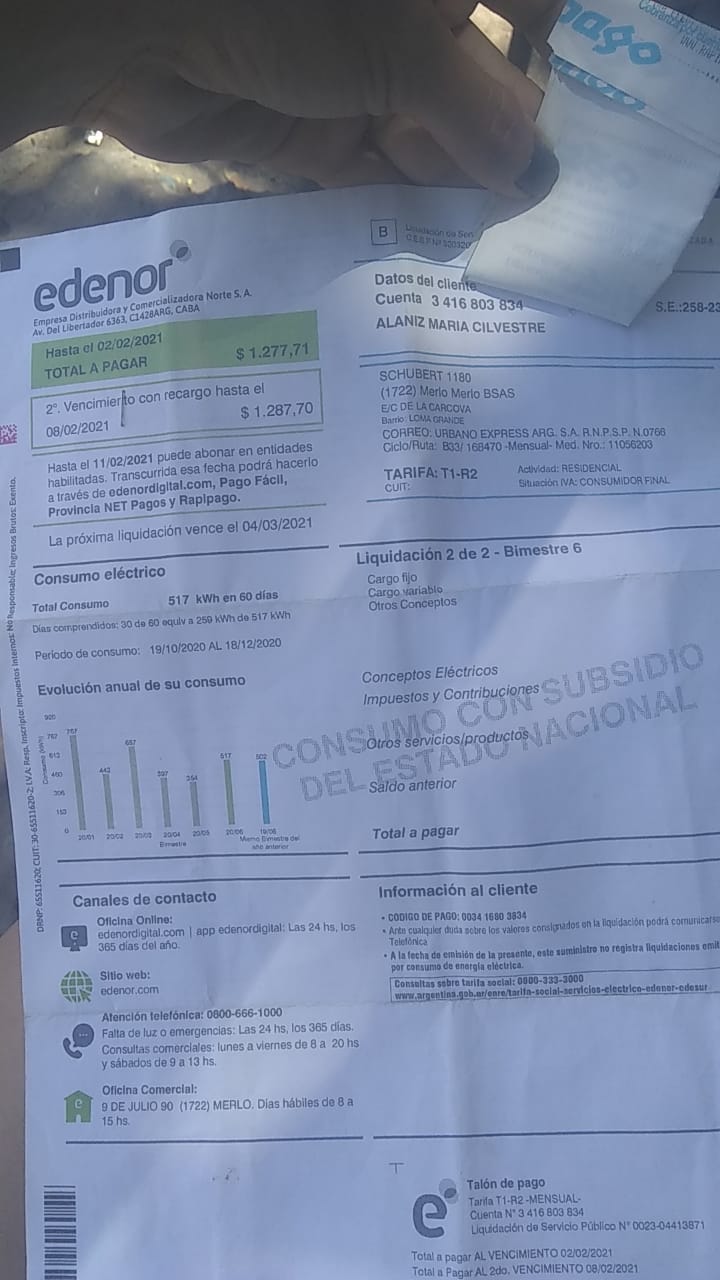 pago
Cobranza por
edenor
Empresa Distribuidora y Comercializadora Norte S. A.
Av. Del Libertador 6363, C1428ARG, CABA
Hasta el 02/02/2021
TOTAL A PAGAR $ 1.277,71
2º. Vencimiento con recargo hasta el
08/02/2021 $ 1.287,70
Hasta el 11/02/2021 puede abonar en entidades
habilitadas. Transcurrida esa fecha podrá hacerlo
a través de edenordigital.com, Pago Fácil,
Provincia NET Pagos y Rapipago.
La próxima liquidación vence el 04/03/2021
B
Liquidación de Ser
Datos del cliente
Cuenta 3 416 803 834
ALANIZ MARIA CILVESTRE
S.E.:258-23
SCHUBERT 1180
(1722) Merlo Merlo BSAS
E/C DE LA CARCOVA
Barrio: LOMA GRANDE
CORREO: URBANO EXPRESS ARG. S.A. R.N.P.S.P. N.0766
Ciclo/Ruta: B33/ 168470 -Mensual- Med. Nro.: 11056203
TARIFA: T1-R2 Actividad: RESIDENCIAL
CUIT: Situación IVA: CONSUMIDOR FINAL
Consumo eléctrico
Total Consumo 517 kWh en 60 días
Días comprendidos: 30 de 60 equiv a 259 kWh de 517 kWh
Periodo de consumo: 19/10/2020 AL 18/12/2020
Evolución anual de su consumo
Consumo (kWh)
920
767
613
460
306
153
0
767
443
657
397
354
517
502
20/01 20/02 20/03 20/04 20/05 20/06 19/06
Bimestre
Mismo Bimestre del
año anterior
Liquidación 2 de 2 - Bimestre 6
Cargo fijo
Cargo variable
Otros Conceptos
Conceptos Eléctricos
Impuestos y Contribuciones
Otros servicios/productos
Saldo anterior
Total a pagar
CONSUMO CON SUBSIDIO
DEL ESTADO NACIONAL
DBNP: 65511620; CUIT: 30-65511620-2; I.V.A: Resp. Inscripto; Impuestos Internos: No Responsable; Ingresos Brutos: Exento.
Canales de contacto
Oficina Online:
edenordigital.com | app edenordigital: Las 24 hs, los
365 días del año.
Sitio web:
edenor.com
Atención telefónica: 0800-666-1000
Falta de luz o emergencias: Las 24 hs, los 365 días.
Consultas comerciales: lunes a viernes de 8 a 20 hs
y sábados de 9 a 13 hs.
Oficina Comercial:
9 DE JULIO 90 (1722) MERLO. Días hábiles de 8 a
15 hs.
Información al cliente
• CODIGO DE PAGO: 0034 1680 3834
• Ante cualquier duda sobre los valores consignados en la liquidación podrá comunicarse
Telefónica
• A la fecha de emisión de la presente, este suministro no registra liquidaciones emi
por consumo de energía eléctrica.
Consultas sobre tarifa social: 0800-333-3000
www.argentina.gob.ar/enre/tarifa-social-servicios-electrico-edenor-edesur
e
Talón de pago
Tarifa T1-R2 -MENSUAL-
Cuenta N° 3 416 803 834
Liquidación de Servicio Público N° 0023-04413871
Total a pagar AL VENCIMIENTO 02/02/2021
Total a Pagar AL 2do. VENCIMIENTO 08/02/2021